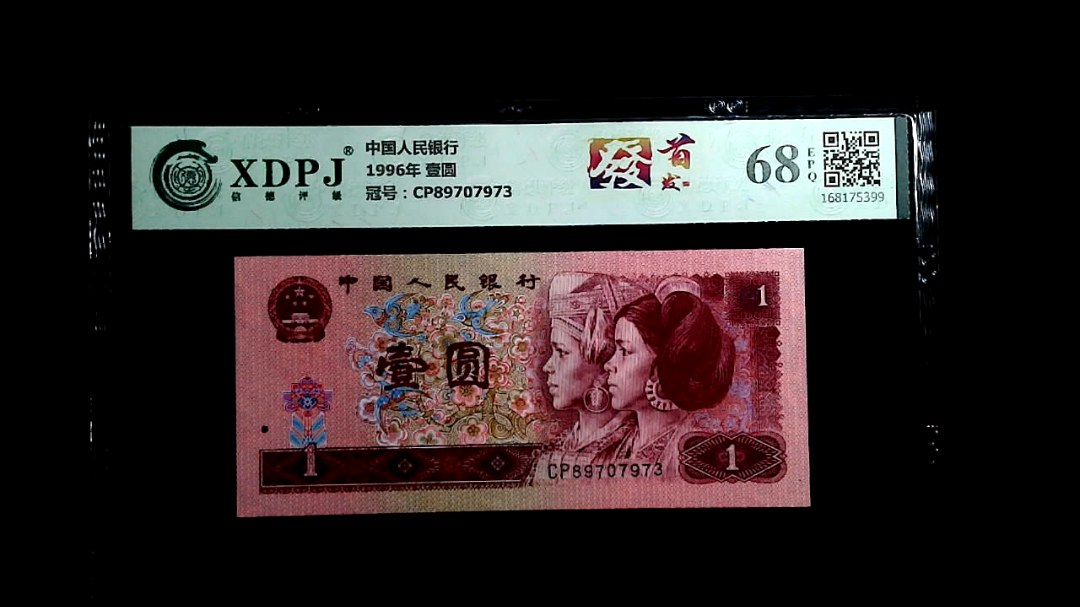 XDPJ®
信德评级
中国人民银行
1996年 壹圆
冠号：CP89707973
發
首发
68
EPQ
168175399
中国人民银行
1
壹圆
1
CP89707973
1